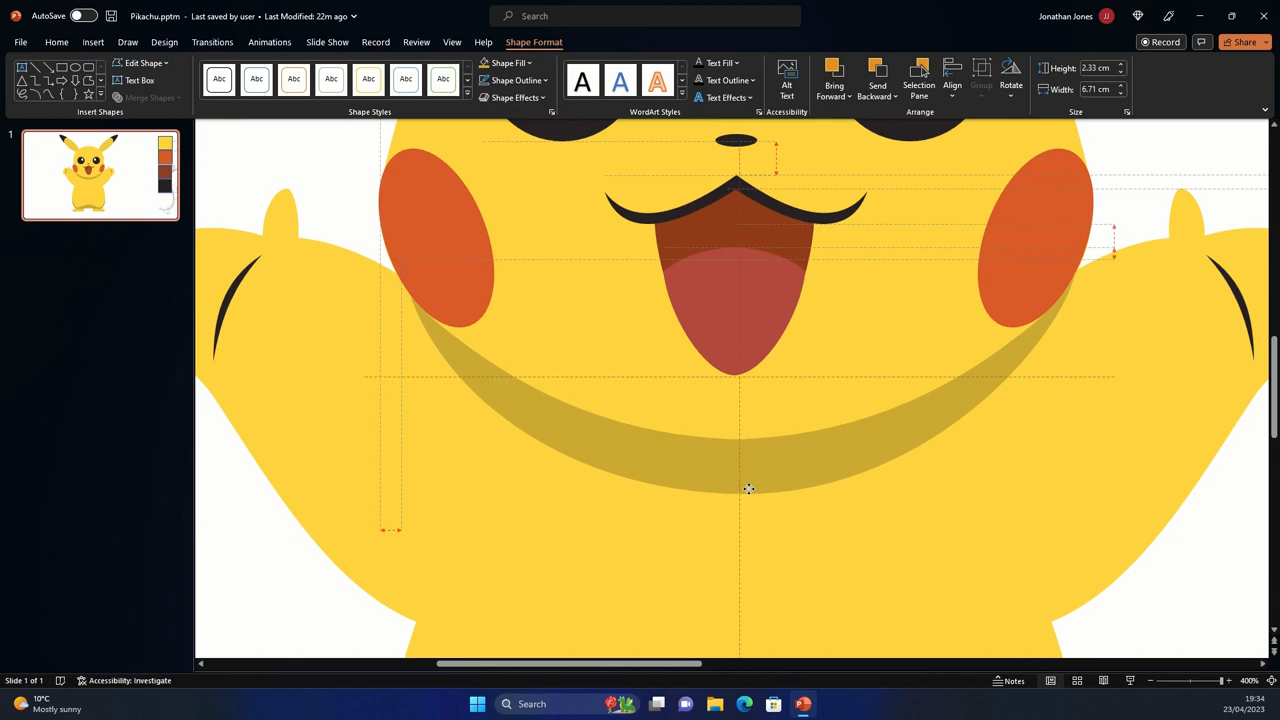 AutoSave
Pikachu.pptm - Last saved by user • Last Modified: 22m ago
Search
Jonathan Jones JJ
File Home Insert Draw Design Transitions Animations Slide Show Record Review View Help Shape Format
Record
Share
Edit Shape
Text Box
Merge Shapes
Insert Shapes
Abc Abc Abc Abc Abc Abc Abc
Shape Fill
Shape Outline
Shape Effects
Shape Styles
A A A
Text Fill
Text Outline
Text Effects
WordArt Styles
Alt Text
Accessibility
Bring Forward
Send Backward
Selection Pane
Align
Group
Rotate
Arrange
Height: 2.33 cm
Width: 6.71 cm
Size
1
Slide 1 of 1
Accessibility: Investigate
Notes
400%
10°C
Mostly sunny
Search
19:34
23/04/2023